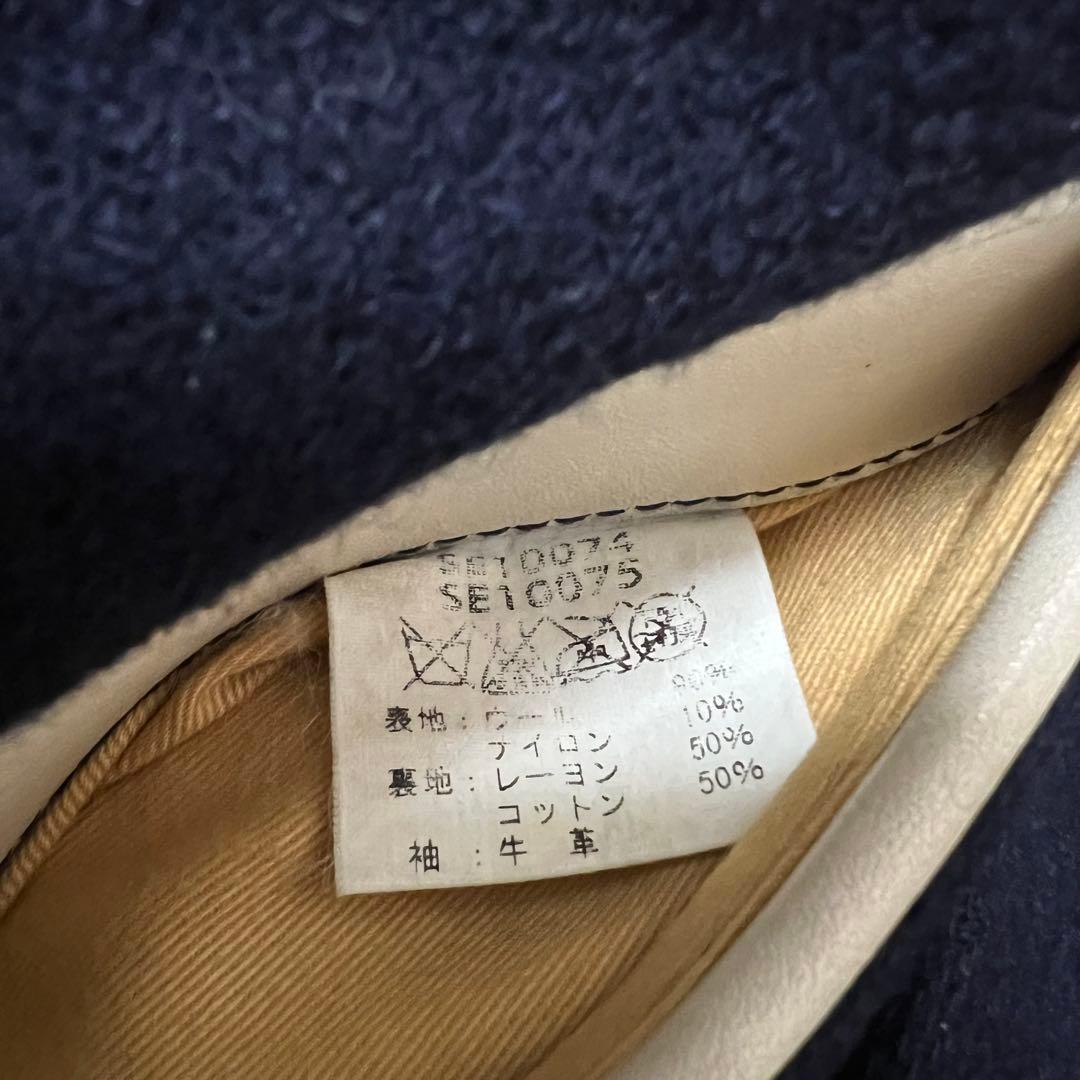 SE10074
SE10075
表地：ウール
ナイロン 10%
裏地：レーヨン 50%
コットン 50%
袖：牛革